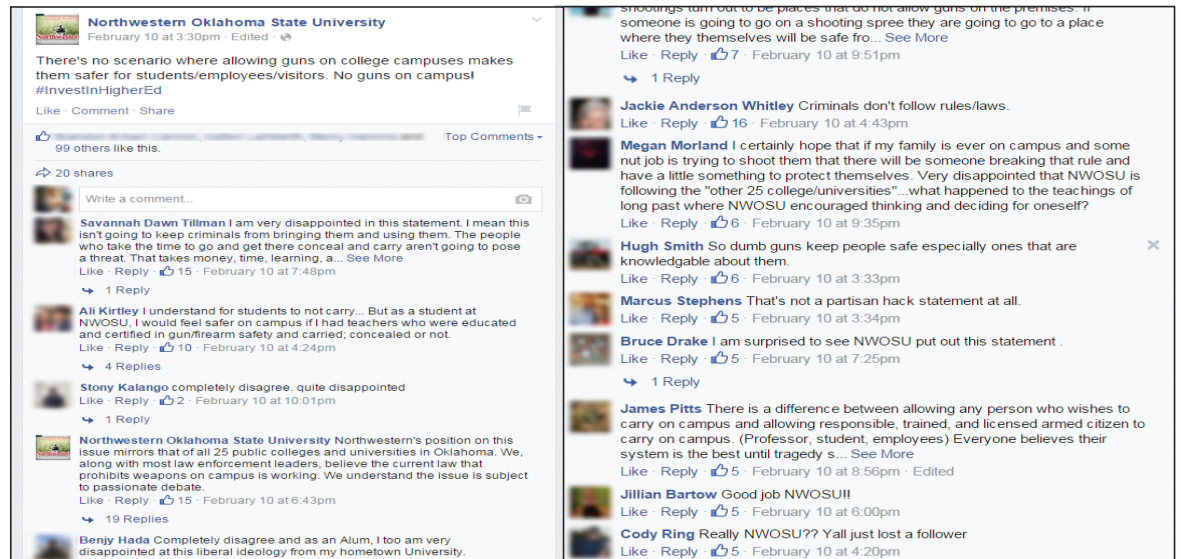 Northwestern Oklahoma State University
February 10 at 3:30pm · Edited ·
There's no scenario where allowing guns on college campuses makes
them safer for students/employees/visitors. No guns on campus!
#InvestInHigherEd
Like · Comment · Share
Top Comments
99 others like this.
20 shares
Write a comment...
Savannah Dawn Tillman I am very disappointed in this statement. I mean this
isn't going to keep criminals from bringing them and using them. The people
who take the time to go and get there conceal and carry aren't going to pose
a threat. That takes money, time, learning, a... See More
Like · Reply · 15 · February 10 at 7:48pm
1 Reply
Ali Kirtley I understand for students to not carry... But as a student at
NWOSU, I would feel safer on campus if I had teachers who were educated
and certified in gun/firearm safety and carried; concealed or not.
Like · Reply · 10 · February 10 at 4:24pm
4 Replies
Stony Kalango completely disagree. quite disappointed
Like · Reply · 2 · February 10 at 10:01pm
1 Reply
Northwestern Oklahoma State University Northwestern's position on this
issue mirrors that of all 25 public colleges and universities in Oklahoma. We,
along with most law enforcement leaders, believe the current law that
prohibits weapons on campus is working. We understand the issue is subject
to passionate debate.
Like · Reply · 15 · February 10 at 6:43pm
19 Replies
Benjy Hada Completely disagree and as an Alum, I too am very
disappointed at this liberal ideology from my hometown University.
shootings turn out to be places that do not allow guns on the premises. If
someone is going to go on a shooting spree they are going to go to a place
where they themselves will be safe fro... See More
Like · Reply · 7 · February 10 at 9:51pm
1 Reply
Jackie Anderson Whitley Criminals don't follow rules/laws.
Like · Reply · 16 · February 10 at 4:43pm
Megan Morland I certainly hope that if my family is ever on campus and some
nut job is trying to shoot them that there will be someone breaking that rule and
have a little something to protect themselves. Very disappointed that NWOSU is
following the "other 25 college/universities"...what happened to the teachings of
long past where NWOSU encouraged thinking and deciding for oneself?
Like · Reply · 6 · February 10 at 9:35pm
Hugh Smith So dumb guns keep people safe especially ones that are
knowledgable about them.
Like · Reply · 6 · February 10 at 3:33pm
Marcus Stephens That's not a partisan hack statement at all.
Like · Reply · 5 · February 10 at 3:34pm
Bruce Drake I am surprised to see NWOSU put out this statement .
Like · Reply · 5 · February 10 at 7:25pm
1 Reply
James Pitts There is a difference between allowing any person who wishes to
carry on campus and allowing responsible, trained, and licensed armed citizen to
carry on campus. (Professor, student, employees) Everyone believes their
system is the best until tragedy s... See More
Like · Reply · 5 · February 10 at 8:56pm · Edited
Jillian Bartow Good job NWOSU!!
Like · Reply · 5 · February 10 at 6:00pm
Cody Ring Really NWOSU?? Yall just lost a follower
Like · Reply · 5 · February 10 at 4:20pm